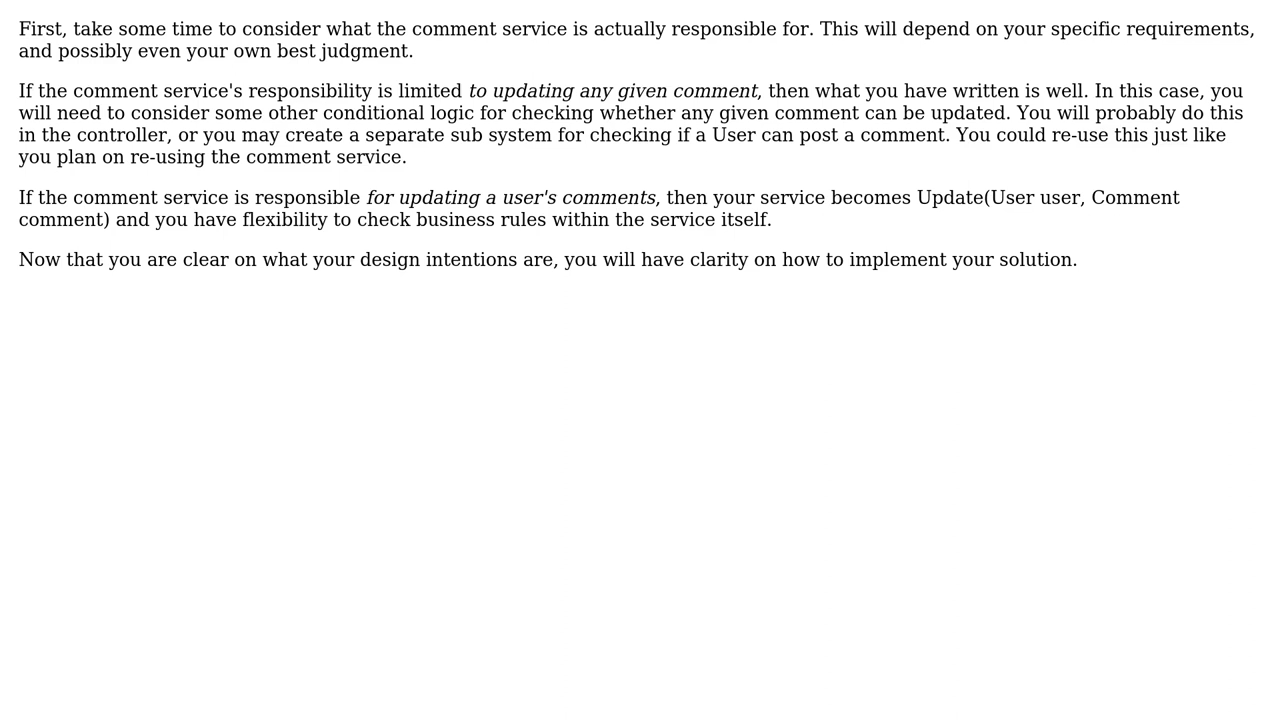 First, take some time to consider what the comment service is actually responsible for. This will depend on your specific requirements,
and possibly even your own best judgment.
If the comment service's responsibility is limited to updating any given comment, then what you have written is well. In this case, you
will need to consider some other conditional logic for checking whether any given comment can be updated. You will probably do this
in the controller, or you may create a separate sub system for checking if a User can post a comment. You could re-use this just like
you plan on re-using the comment service.
If the comment service is responsible for updating a user's comments, then your service becomes Update(User user, Comment
comment) and you have flexibility to check business rules within the service itself.
Now that you are clear on what your design intentions are, you will have clarity on how to implement your solution.